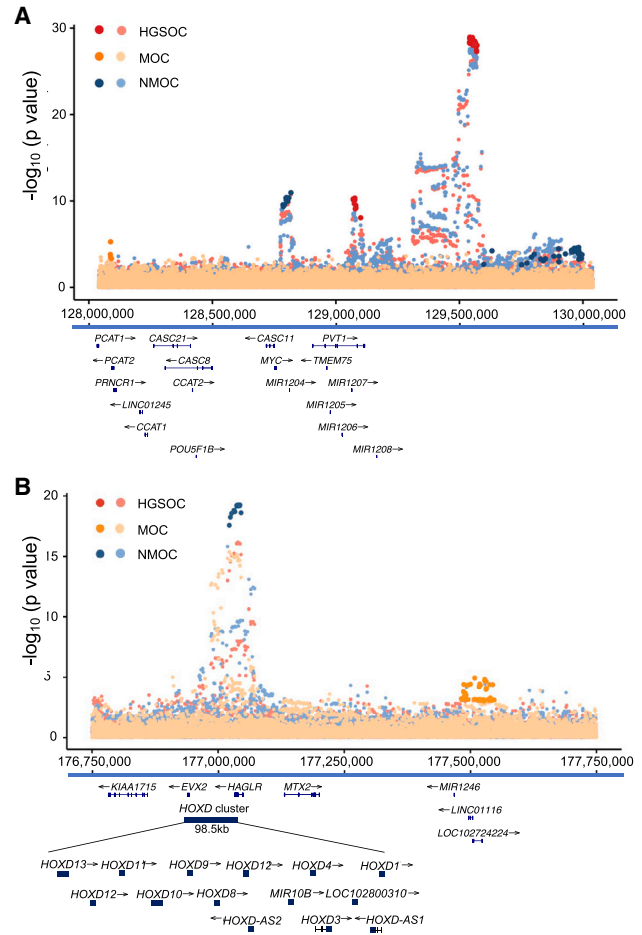 A
-log10 (p value)
30
20
10
0
HGSOC
MOC
NMOC
128,000,000 128,500,000 129,000,000 129,500,000 130,000,000
PCAT1→ CASC21→ ←CASC11 PVT1→
←PCAT2 ←CASC8 MYC→ ←TMEM75
PRNCR1→ CCAT2→ MIR1204→ MIR1207→
←LINC01245 MIR1205→
←CCAT1 MIR1206→
POU5F1B→ MIR1208→
B
-log10 (p value)
20
15
10
5
0
HGSOC
MOC
NMOC
176,750,000 177,000,000 177,250,000 177,500,000 177,750,000
←KIAA1715 ←EVX2 ←HAGLR MTX2→ ←MIR1246
HOXD cluster ←LINC01116
98.5kb LOC102724224→
HOXD13→ HOXD11→ HOXD9→ HOXD12→ HOXD4→ HOXD1→
HOXD12→ HOXD10→ HOXD8→ MIR10B→ LOC102800310→
←HOXD-AS2 HOXD3→ ←HOXD-AS1